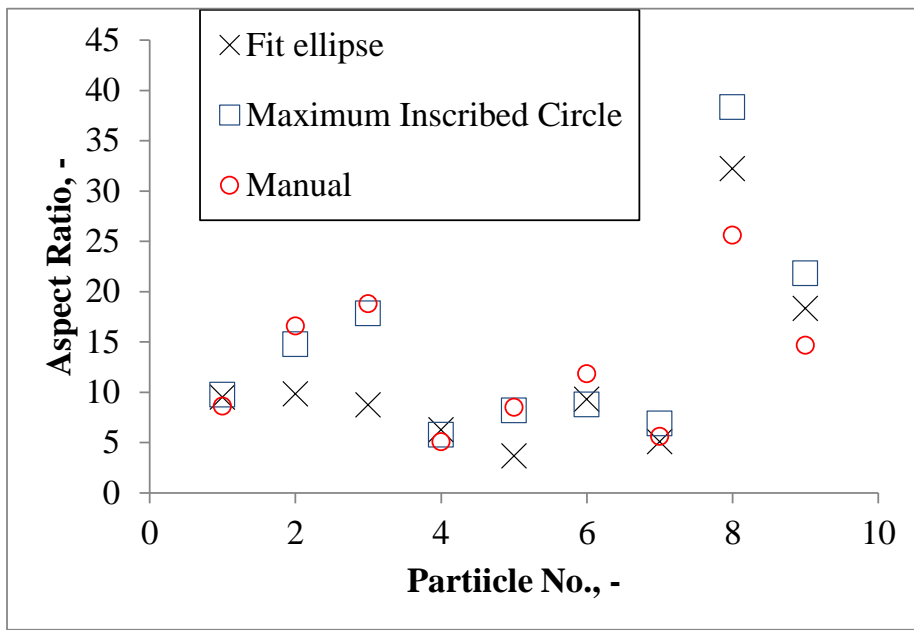 45
40
35
30
25
20
15
10
5
0
Aspect Ratio, -
Fit ellipse
Maximum Inscribed Circle
Manual
0 2 4 6 8 10
Partiicle No., -